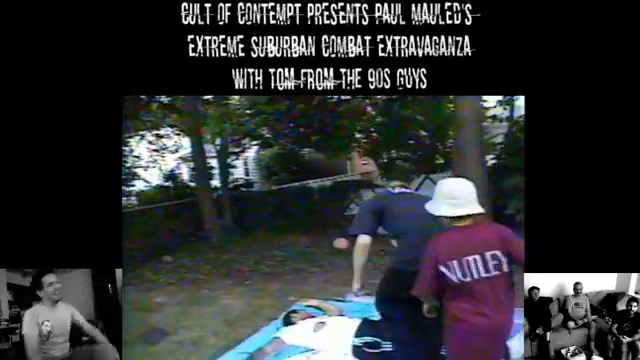 CULT OF CONTEMPT PRESENTS PAUL MAULED'S
EXTREME SUBURBAN COMBAT EXTRAVAGANZA
WITH TOM FROM THE 90S GUYS
NUTLEY